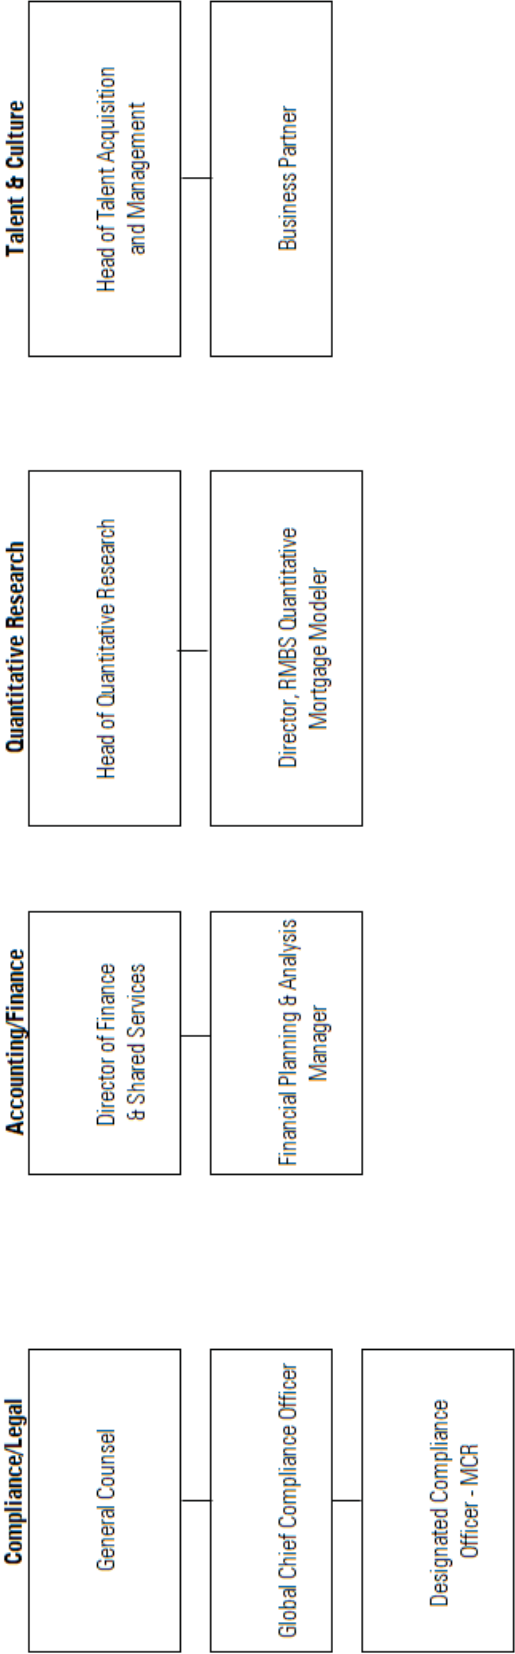 Compliance/Legal
General Counsel
Global Chief Compliance Officer
Designated Compliance
Officer - MCR
Accounting/Finance
Director of Finance
& Shared Services
Financial Planning & Analysis
Manager
Quantitative Research
Head of Quantitative Research
Director, RMBS Quantitative
Mortgage Modeler
Talent & Culture
Head of Talent Acquisition
and Management
Business Partner